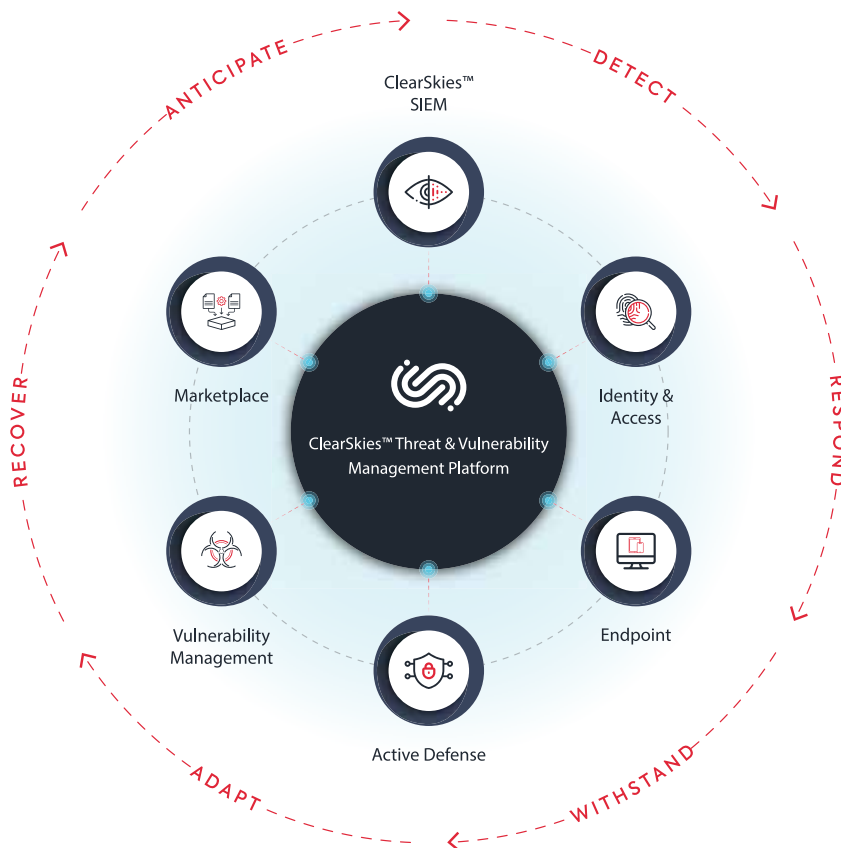 ANTICIPATE
DETECT
RESPOND
WITHSTAND
ADAPT
RECOVER
ClearSkies™
SIEM
Identity &
Access
Endpoint
Active Defense
Vulnerability
Management
Marketplace
ClearSkies™ Threat & Vulnerability
Management Platform